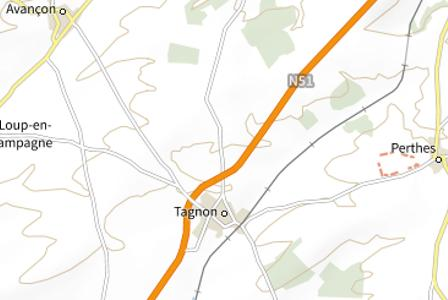 Avançon
N51
Loup-en-
ampagne
Perthes
Tagnon